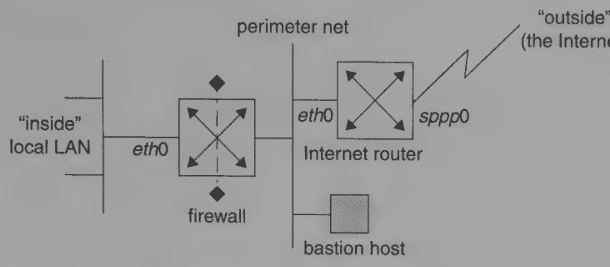 perimeter net
“outside”
(the Interne
“inside”
local LAN
eth0
eth0
sppp0
Internet router
firewall
bastion host